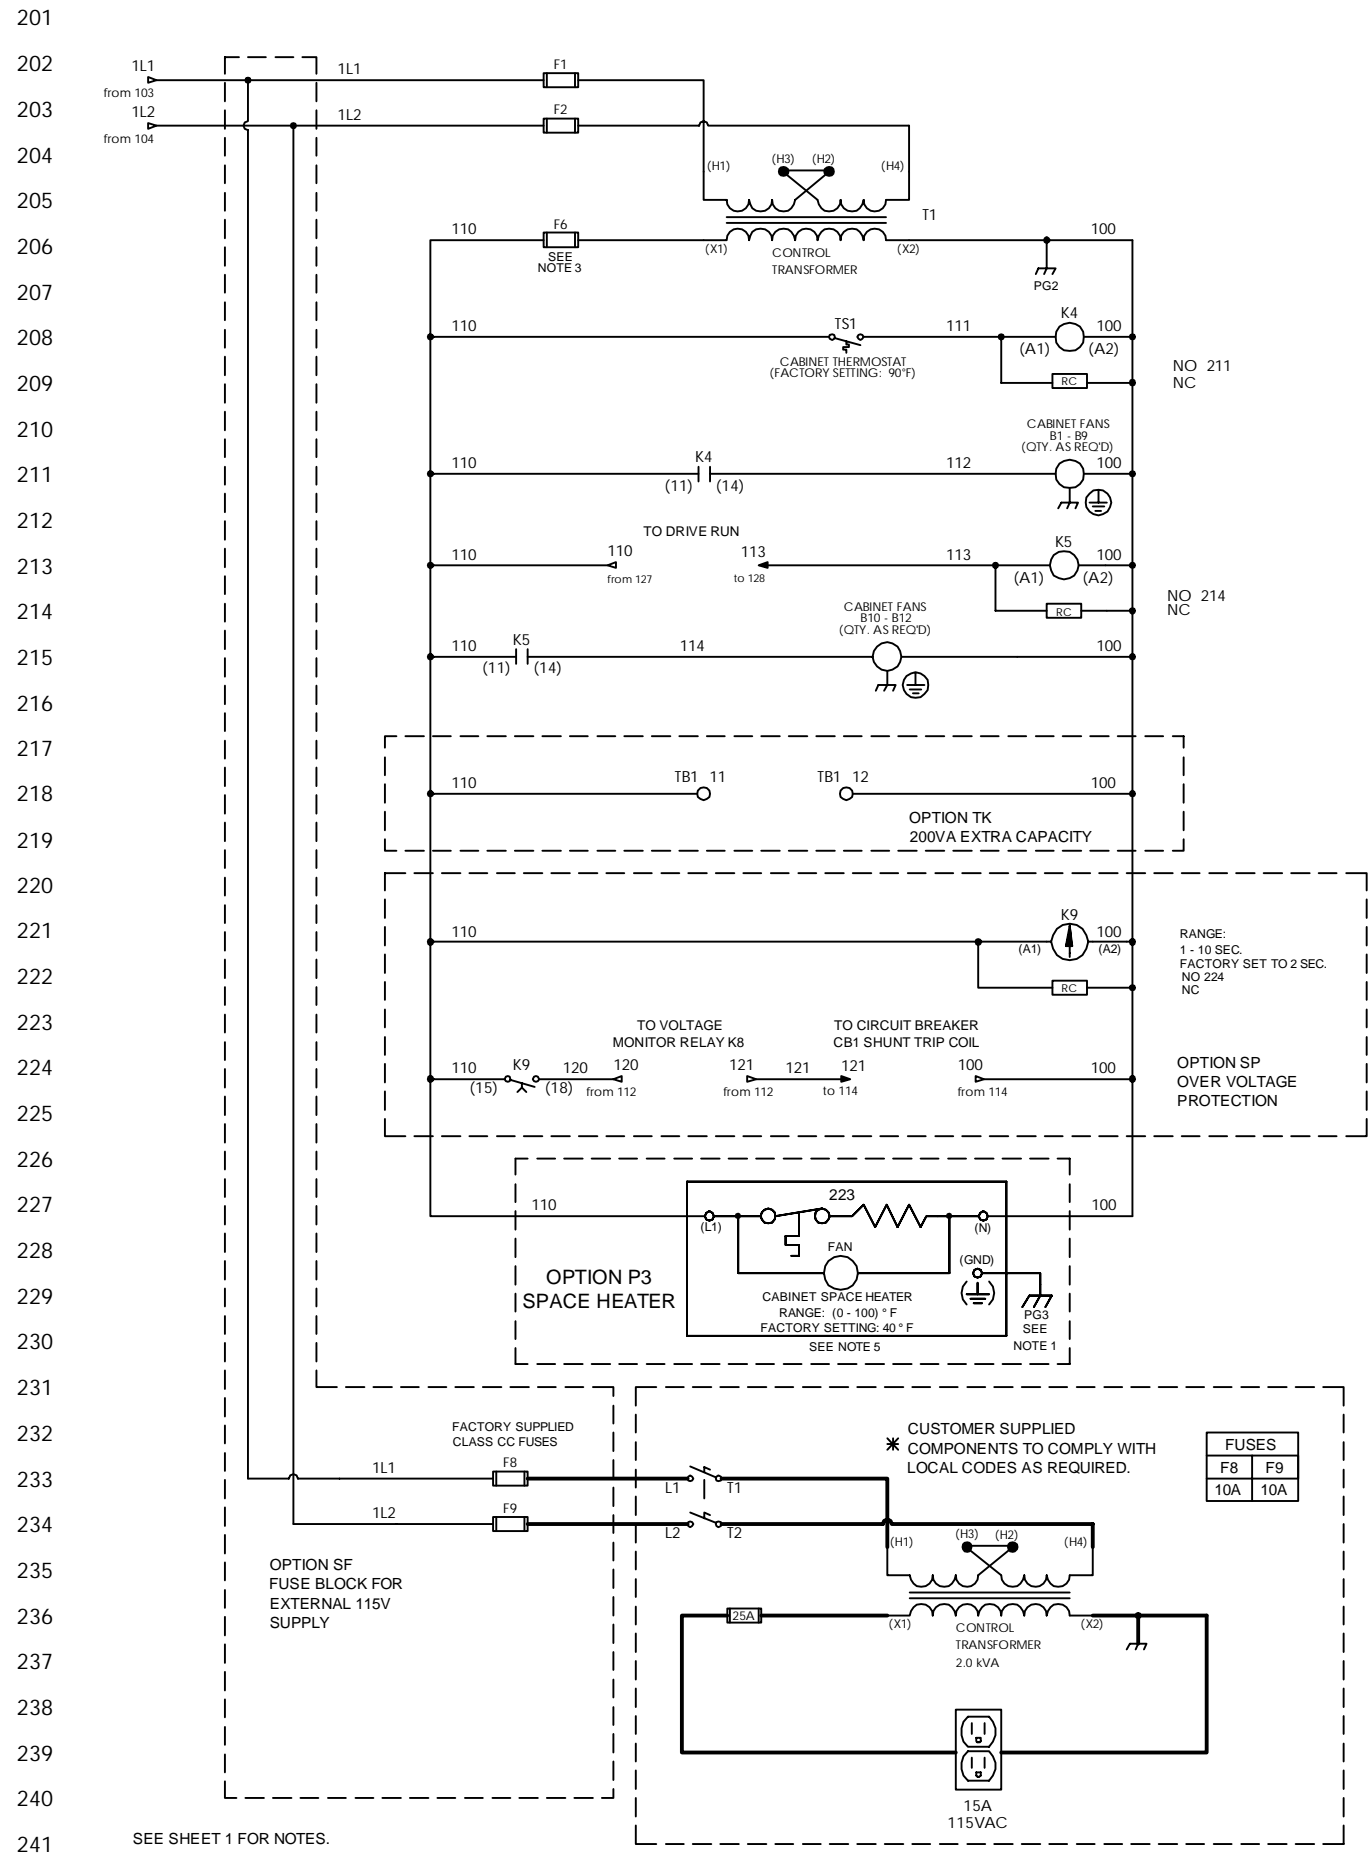 201
202
1L1
1L1
F1
from 103
203
1L2
1L2
F2
from 104
204
(H1)
(H3)
(H2)
(H4)
205
T1
206
110
F6
SEE
NOTE 3
(X1)
CONTROL
TRANSFORMER
(X2)
100
PG2
207
208
110
TS1
111
K4
100
(A1)
(A2)
CABINET THERMOSTAT
(FACTORY SETTING: 90°F)
NO 211
NC
209
RC
210
CABINET FANS
B1 - B9
(QTY. AS REQ'D)
211
110
K4
(11)
(14)
112
100
212
TO DRIVE RUN
213
110
110
from 127
113
to 128
113
K5
100
(A1)
(A2)
NO 214
NC
214
RC
CABINET FANS
B10 - B12
(QTY. AS REQ'D)
215
110
K5
(11)
(14)
114
100
216
217
218
110
TB1 11
TB1 12
100
219
OPTION TK
200VA EXTRA CAPACITY
220
221
110
K9
(A1)
100
(A2)
RANGE:
1 - 10 SEC.
FACTORY SET TO 2 SEC.
NO 224
NC
222
RC
223
TO VOLTAGE
MONITOR RELAY K8
TO CIRCUIT BREAKER
CB1 SHUNT TRIP COIL
224
110
K9
120
120
(15)
(18)
from 112
121
from 112
121
121
to 114
100
from 114
100
OPTION SP
OVER VOLTAGE
PROTECTION
225
226
227
110
223
(L1)
(N)
100
228
FAN
(GND)
229
OPTION P3
SPACE HEATER
CABINET SPACE HEATER
RANGE: (0 - 100) ° F
FACTORY SETTING: 40 ° F
SEE NOTE 5
PG3
SEE
NOTE 1
230
231
232
FACTORY SUPPLIED
CLASS CC FUSES
CUSTOMER SUPPLIED
COMPONENTS TO COMPLY WITH
LOCAL CODES AS REQUIRED.
FUSES
F8 F9
10A 10A
233
1L1
F8
L1
T1
234
1L2
F9
L2
T2
(H1)
(H3)
(H2)
(H4)
235
OPTION SF
FUSE BLOCK FOR
EXTERNAL 115V
SUPPLY
236
25A
(X1)
CONTROL
TRANSFORMER
2.0 kVA
(X2)
237
238
239
240
15A
115VAC
241
SEE SHEET 1 FOR NOTES.